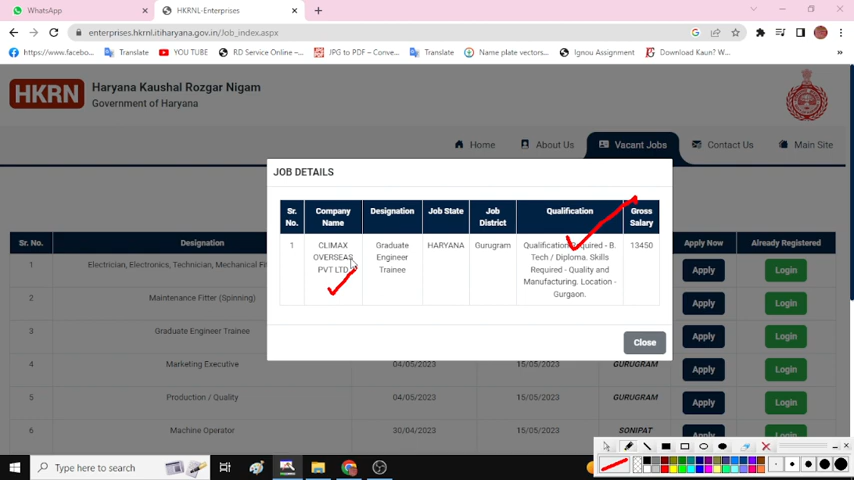 WhatsApp
HKRNL-Enterprises
enterprises.hkrnl.itiharyana.gov.in/Job_index.aspx
https://www.facebo...
Translate
YOU TUBE
RD Service Online –...
JPG to PDF – Conve...
Translate
Name plate vectors...
Ignou Assignment
Download Kaun? W...
HKRN
Haryana Kaushal Rozgar Nigam
Government of Haryana
Home
About Us
Vacant Jobs
Contact Us
Main Site
JOB DETAILS
Sr. No.
Company Name
Designation
Job State
Job District
Qualification
Gross Salary
1
CLIMAX OVERSEAS PVT LTD.
Graduate Engineer Trainee
HARYANA
Gurugram
Qualification Required - B.
Tech / Diploma. Skills
Required - Quality and
Manufacturing. Location -
Gurgaon.
13450
Close
Sr. No.
Designation
Apply Now
Already Registered
1
Electrician, Electronics, Technician, Mechanical Fi
Apply
Login
2
Maintenance Fitter (Spinning)
Apply
Login
3
Graduate Engineer Trainee
Apply
Login
4
Marketing Executive
04/05/2023
15/05/2023
GURUGRAM
Apply
Login
5
Production / Quality
04/05/2023
15/05/2023
GURUGRAM
Apply
Login
6
Machine Operator
30/04/2023
15/05/2023
SONIPAT
Login
Type here to search